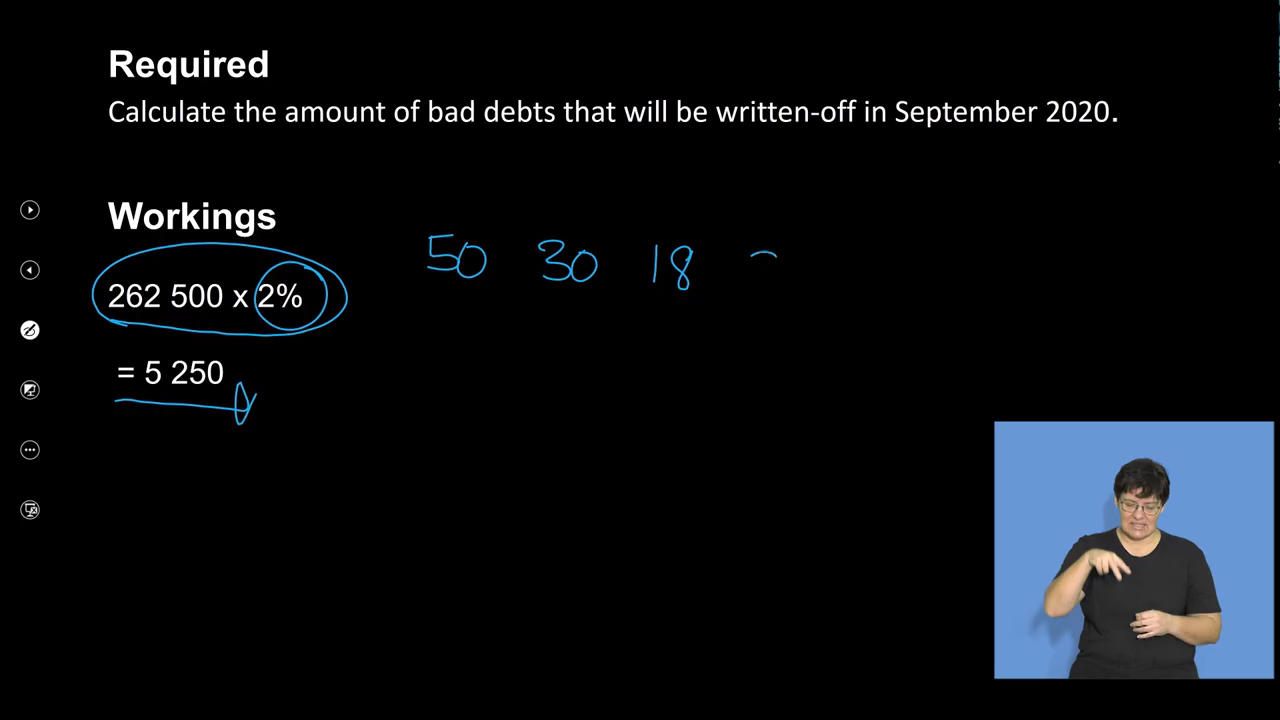 Required
Calculate the amount of bad debts that will be written-off in September 2020.
Workings
50 30 18
262 500 x 2%
= 5 250